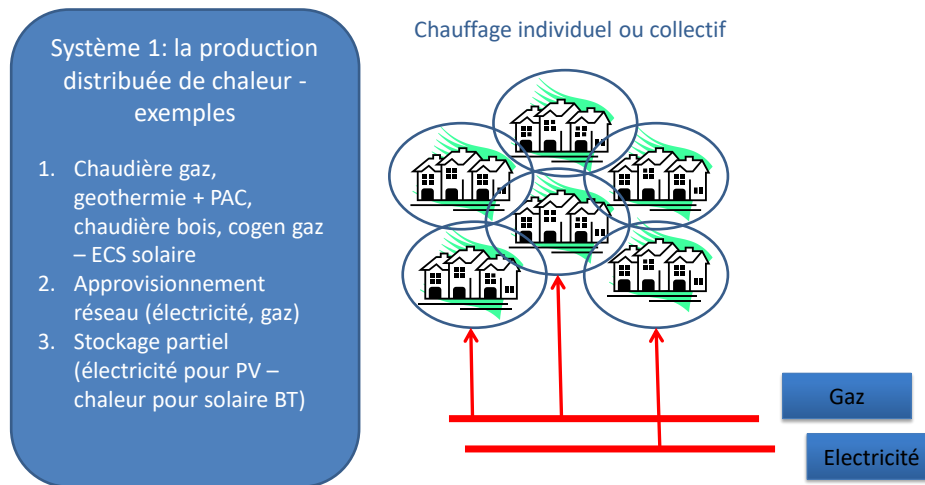 Système 1: la production
distribuée de chaleur -
exemples
1. Chaudière gaz,
geothermie + PAC,
chaudière bois, cogen gaz
– ECS solaire
2. Approvisionnement
réseau (électricité, gaz)
3. Stockage partiel
(électricité pour PV –
chaleur pour solaire BT)
Chauffage individuel ou collectif
Gaz
Electricité